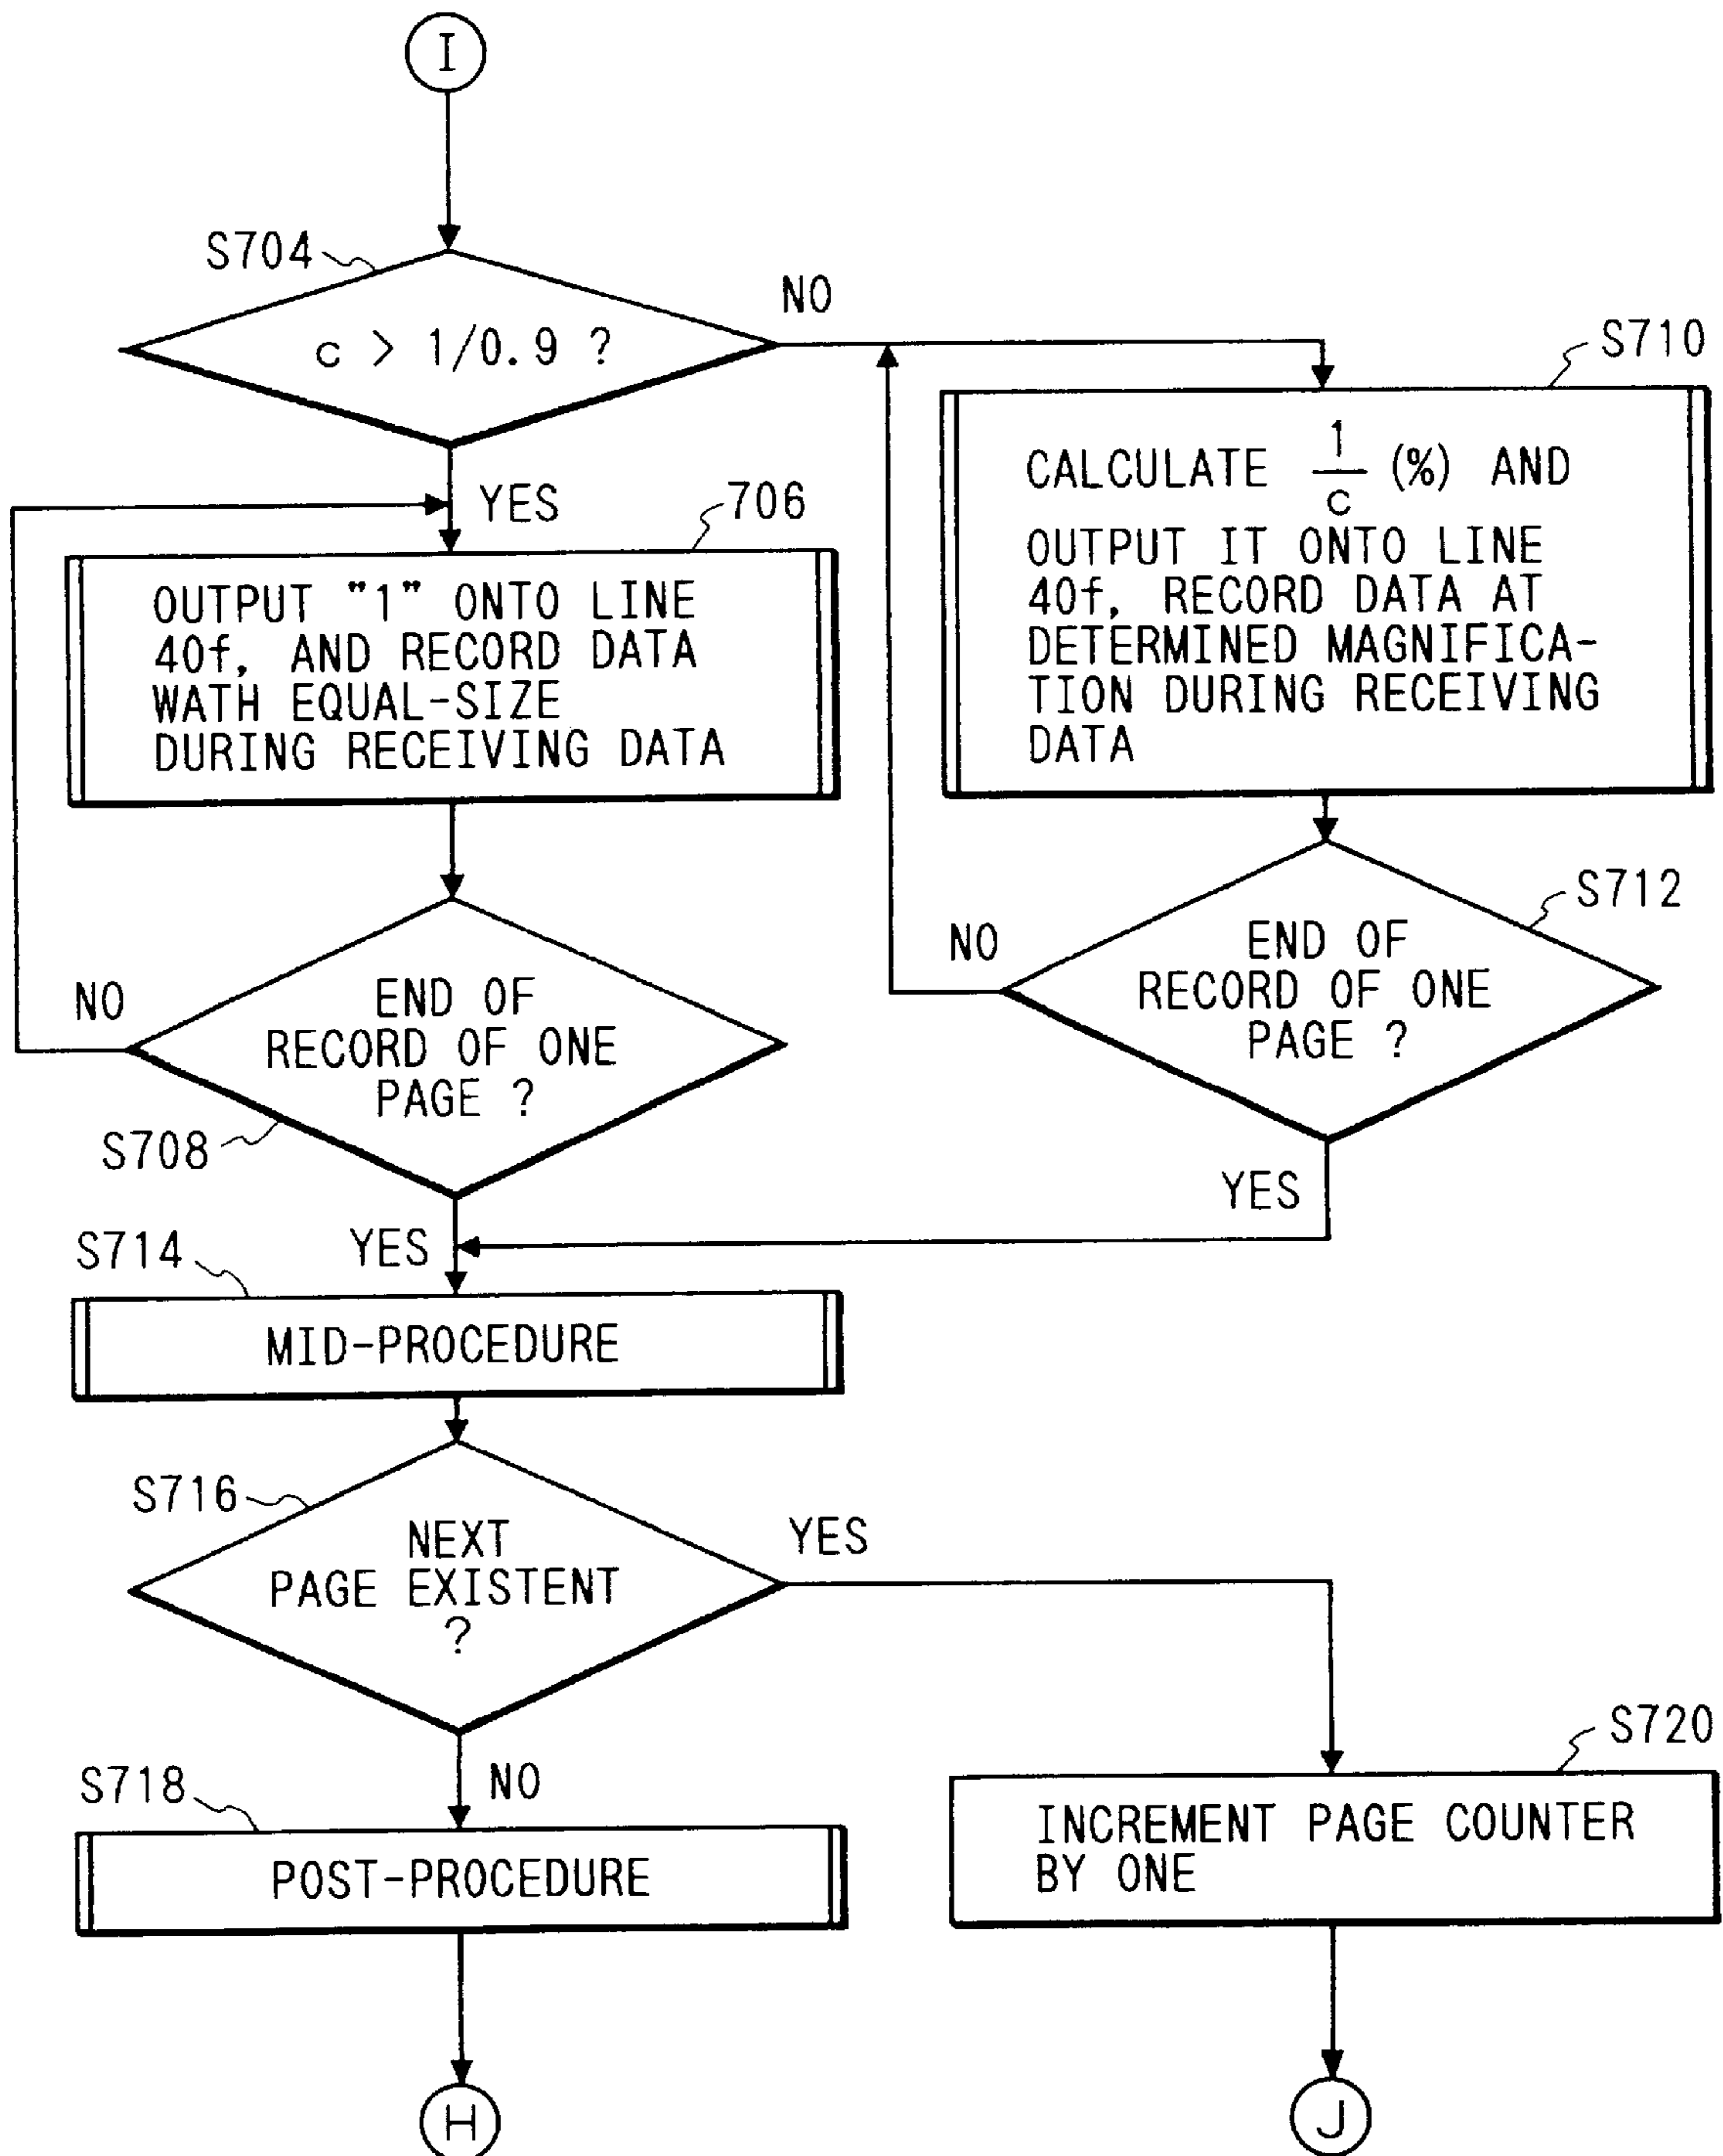 I
S704
c > 1/0.9 ?
NO
YES
706
OUTPUT "1" ONTO LINE
40f, AND RECORD DATA
WATH EQUAL-SIZE
DURING RECEIVING DATA
S710
CALCULATE 1/c (%) AND
OUTPUT IT ONTO LINE
40f, RECORD DATA AT
DETERMINED MAGNIFICA-
TION DURING RECEIVING
DATA
NO
END OF
RECORD OF ONE
PAGE ?
S708
YES
S712
NO
END OF
RECORD OF ONE
PAGE ?
YES
S714
MID-PROCEDURE
S716
NEXT
PAGE EXISTENT
?
YES
NO
S718
POST-PROCEDURE
S720
INCREMENT PAGE COUNTER
BY ONE
H
J